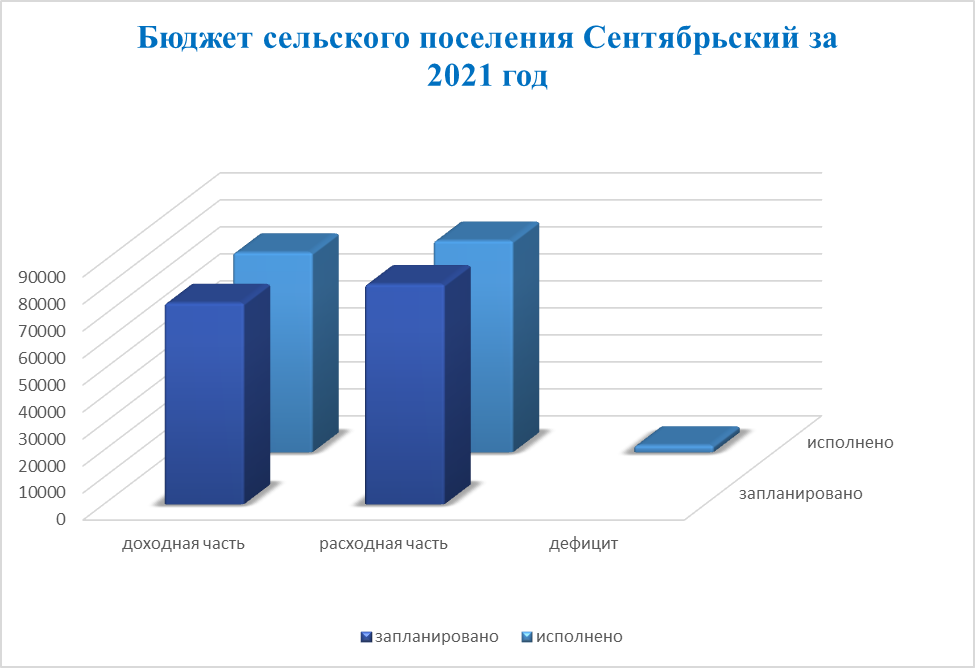 Бюджет сельского поселения Сентябрьский за
2021 год
90000
80000
70000
60000
50000
40000
30000
20000
10000
0
исполнено
запланировано
доходная часть
расходная часть
дефицит
запланировано
исполнено